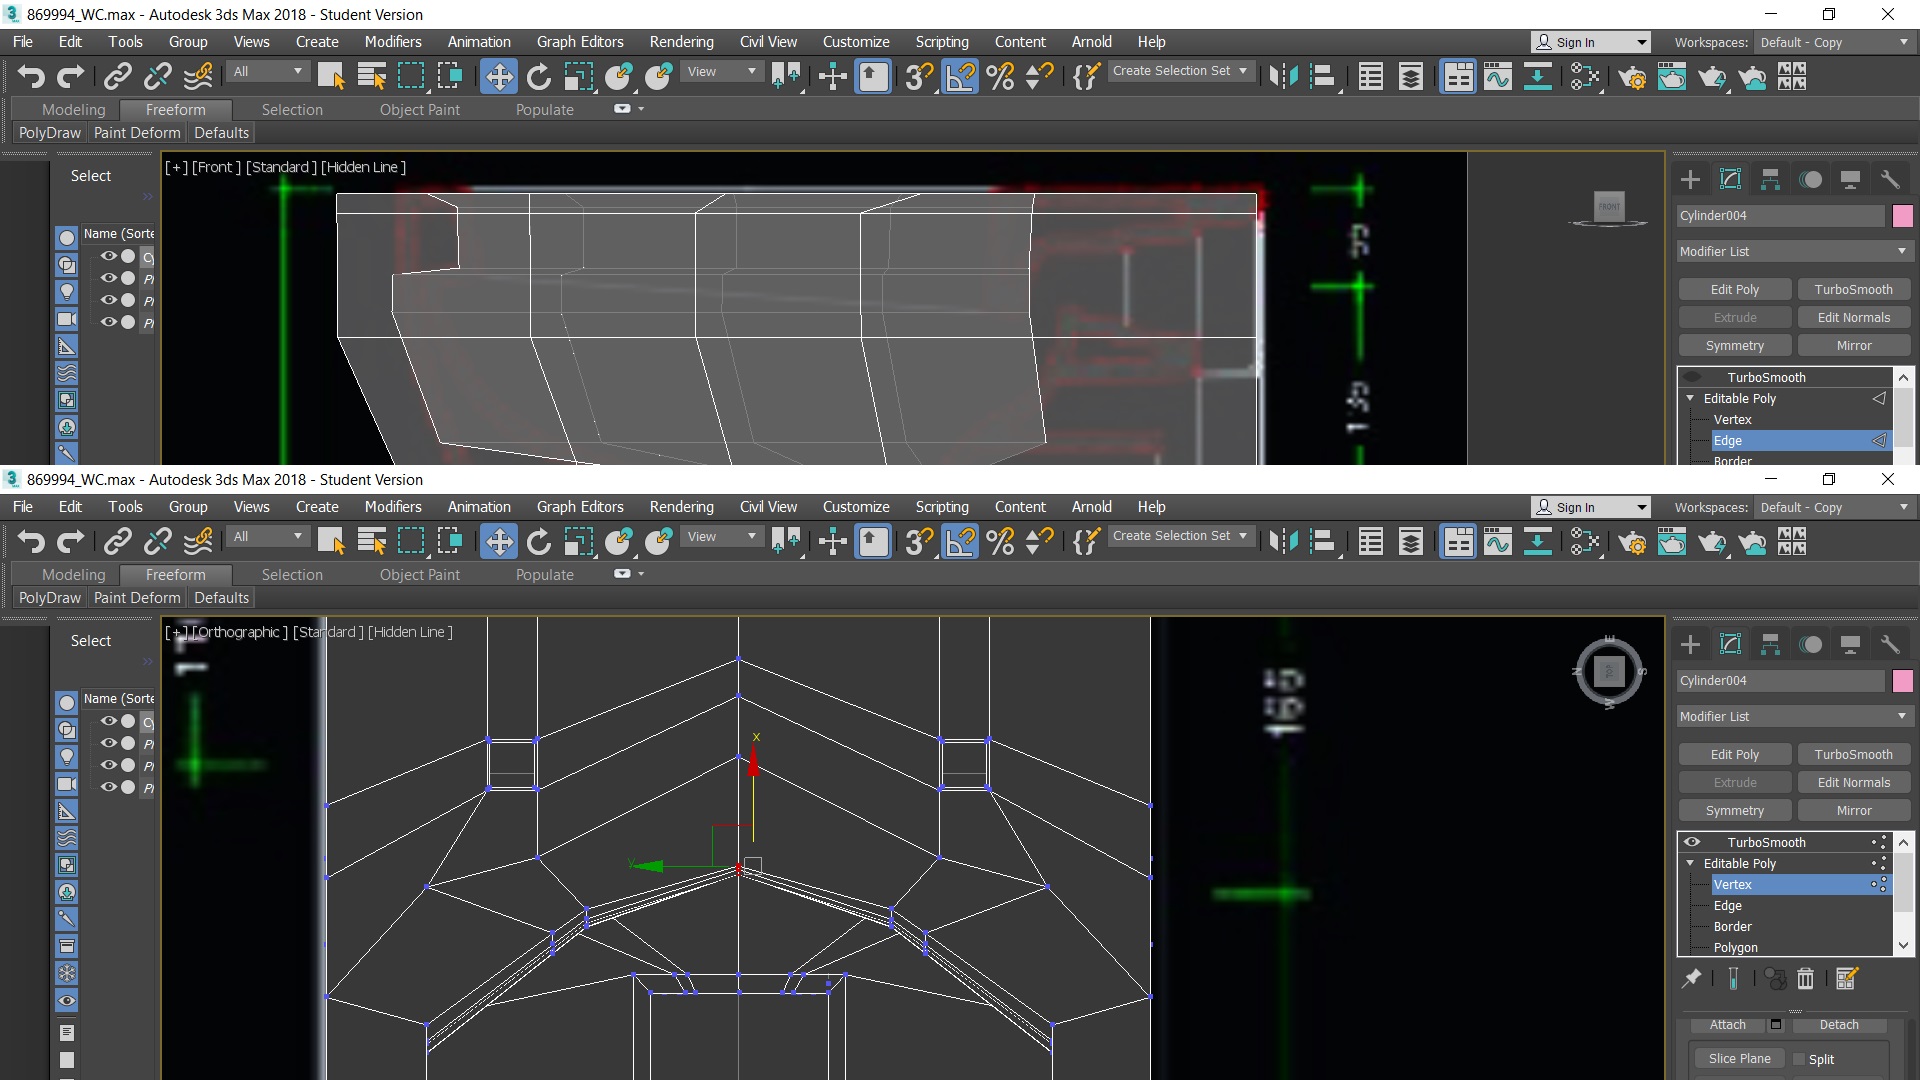 869994_WC.max - Autodesk 3ds Max 2018 - Student Version
File Edit Tools Group Views Create Modifiers Animation Graph Editors Rendering Civil View Customize Scripting Content Arnold Help Sign In Workspaces: Default - Copy
All View Create Selection Set
Modeling Freeform Selection Object Paint Populate
PolyDraw Paint Deform Defaults
[+] [Front ] [Standard ] [Hidden Line ]
Select
FRONT
Name (Sorte
Cylinder004
Modifier List
Edit Poly TurboSmooth
Extrude Edit Normals
Symmetry Mirror
TurboSmooth
Editable Poly
Vertex
Edge
Border
869994_WC.max - Autodesk 3ds Max 2018 - Student Version
File Edit Tools Group Views Create Modifiers Animation Graph Editors Rendering Civil View Customize Scripting Content Arnold Help Sign In Workspaces: Default - Copy
All View Create Selection Set
Modeling Freeform Selection Object Paint Populate
PolyDraw Paint Deform Defaults
[+] [Orthographic ] [Standard ] [Hidden Line ]
Select
E
N TOP S
W
Name (Sorte
Cylinder004
Modifier List
x
y
Edit Poly TurboSmooth
Extrude Edit Normals
Symmetry Mirror
TurboSmooth
Editable Poly
Vertex
Edge
Border
Polygon
Attach Detach
Slice Plane Split